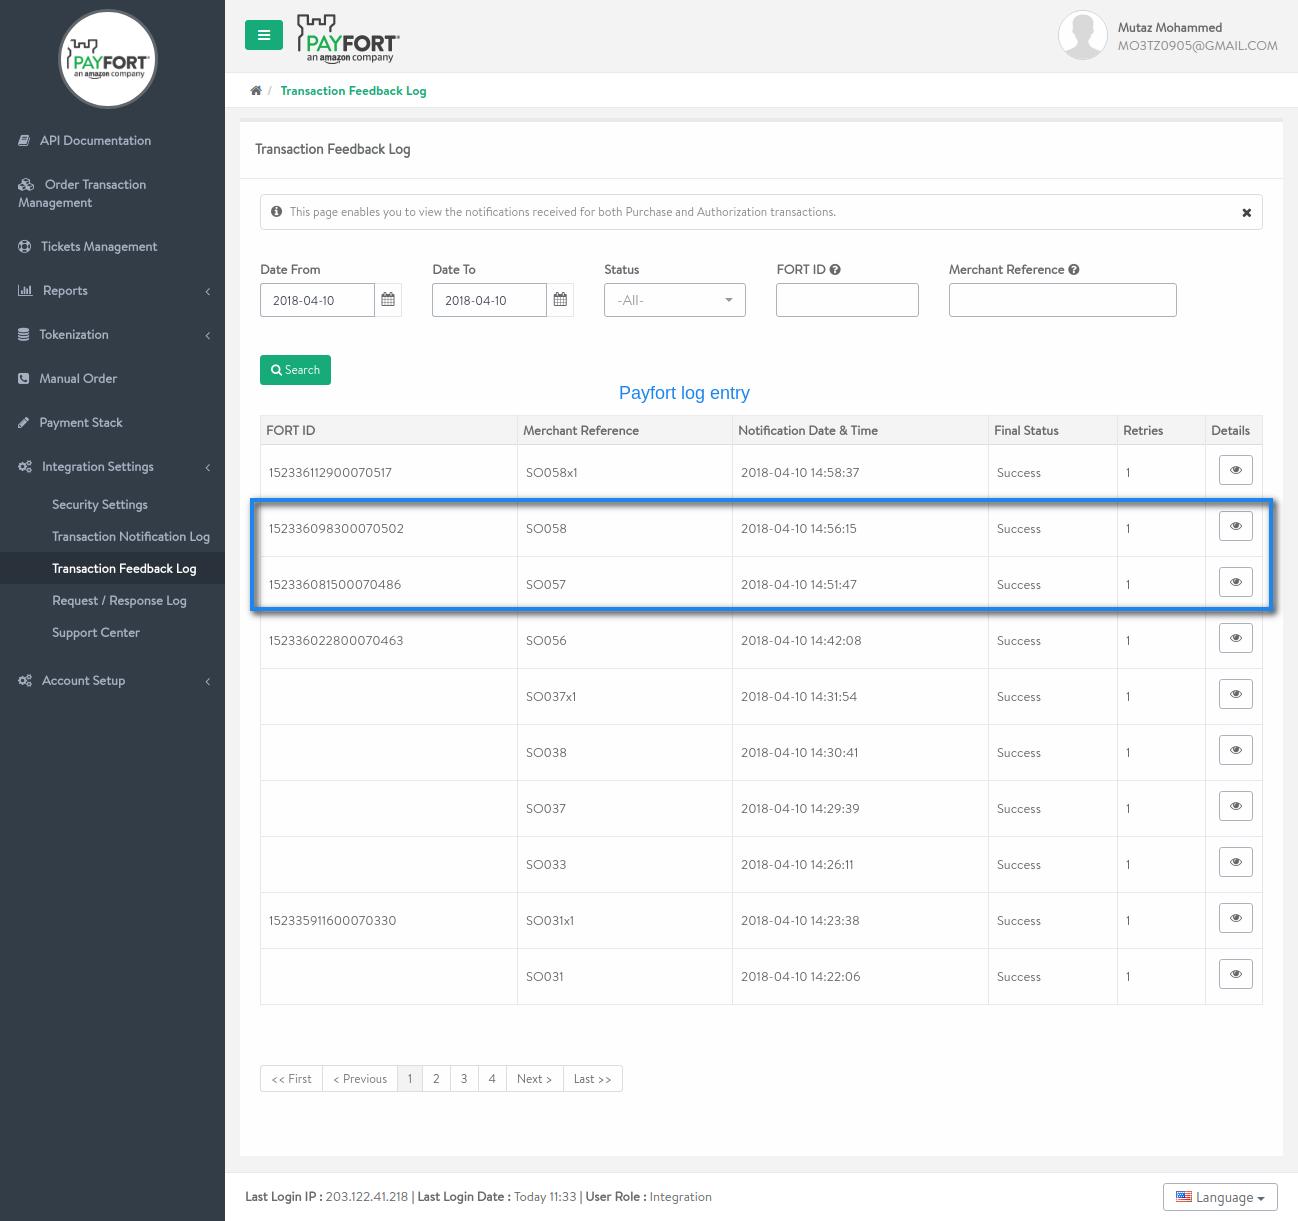 PAYFORT
an amazon company
API Documentation
Order Transaction
Management
Tickets Management
Reports
Tokenization
Manual Order
Payment Stack
Integration Settings
Security Settings
Transaction Notification Log
Transaction Feedback Log
Request / Response Log
Support Center
Account Setup
PAYFORT
an amazon company
Mutaz Mohammed
MO3TZ0905@GMAIL.COM
/ Transaction Feedback Log
Transaction Feedback Log
This page enables you to view the notifications received for both Purchase and Authorization transactions.
Date From Date To Status FORT ID Merchant Reference
2018-04-10 2018-04-10 -All-
Search
Payfort log entry
FORT ID Merchant Reference Notification Date & Time Final Status Retries Details
152336112900070517 SO058x1 2018-04-10 14:58:37 Success 1
152336098300070502 SO058 2018-04-10 14:56:15 Success 1
152336081500070486 SO057 2018-04-10 14:51:47 Success 1
152336022800070463 SO056 2018-04-10 14:42:08 Success 1
SO037x1 2018-04-10 14:31:54 Success 1
SO038 2018-04-10 14:30:41 Success 1
SO037 2018-04-10 14:29:39 Success 1
SO033 2018-04-10 14:26:11 Success 1
152335911600070330 SO031x1 2018-04-10 14:23:38 Success 1
SO031 2018-04-10 14:22:06 Success 1
<< First < Previous 1 2 3 4 Next > Last >>
Last Login IP : 203.122.41.218 | Last Login Date : Today 11:33 | User Role : Integration
Language